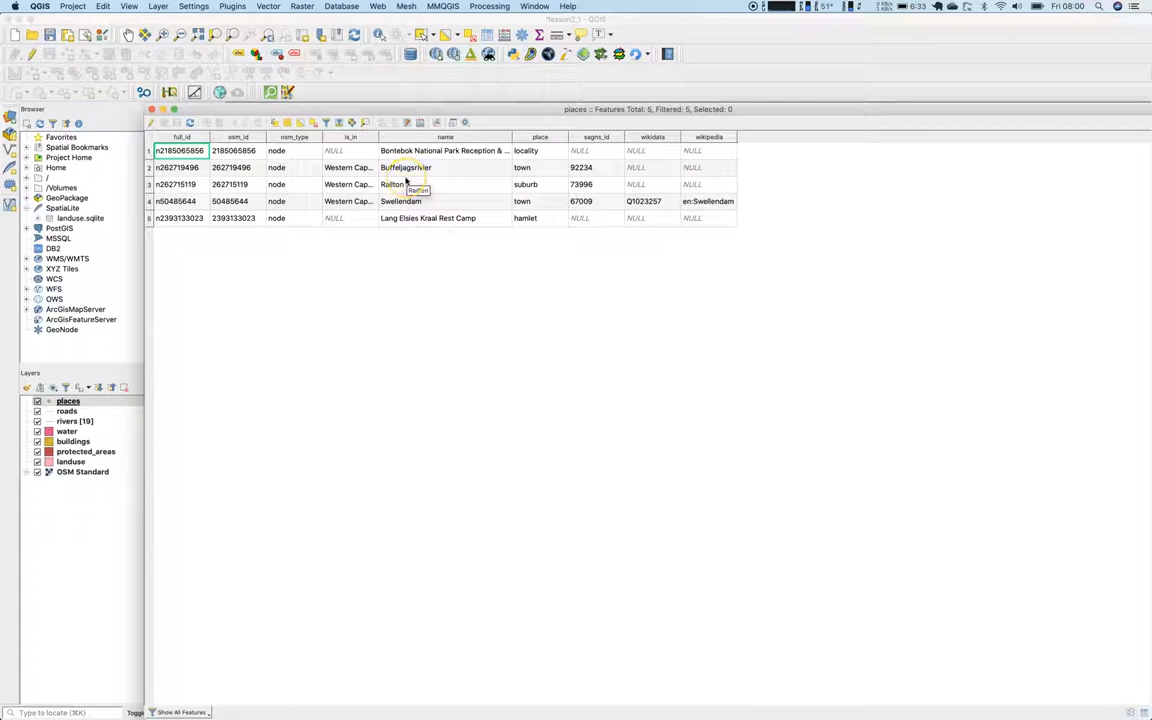 QGIS Project Edit View Layer Settings Plugins Vector Raster Database Web Mesh MMQGIS Processing Window Help 51° 6:33 Fri 08:00
*lesson2_1 — QGIS
Browser
places :: Features Total: 5, Filtered: 5, Selected: 0
Favorites
Spatial Bookmarks
Project Home
Home
/
/Volumes
GeoPackage
SpatiaLite
landuse.sqlite
PostGIS
MSSQL
DB2
WMS/WMTS
XYZ Tiles
WCS
WFS
OWS
ArcGisMapServer
ArcGisFeatureServer
GeoNode
full_id osm_id osm_type is_in name place sagns_id wikidata wikipedia
1 n2185065856 2185065856 node NULL Bontebok National Park Reception & ... locality NULL NULL NULL
2 n262719496 262719496 node Western Cap... Buffeljagsrivier town 92234 NULL NULL
3 n262715119 262715119 node Western Cap... Railton suburb 73996 NULL NULL
Railton
4 n50485644 50485644 node Western Cap... Swellendam town 67009 Q1023257 en:Swellendam
5 n2393133023 2393133023 node NULL Lang Elsies Kraal Rest Camp hamlet NULL NULL NULL
Layers
places
roads
rivers [19]
water
buildings
protected_areas
landuse
OSM Standard
Type to locate (⌘K) Toggl
Show All Features